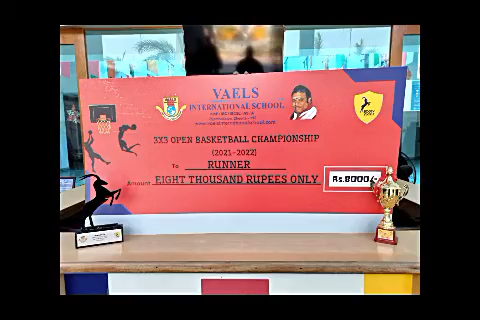 VAELS
INTERNATIONAL SCHOOL
3X3 OPEN BASKETBALL CHAMPIONSHIP
(2021-2022)
To RUNNER
Amount EIGHT THOUSAND RUPEES ONLY
Rs.8000/-